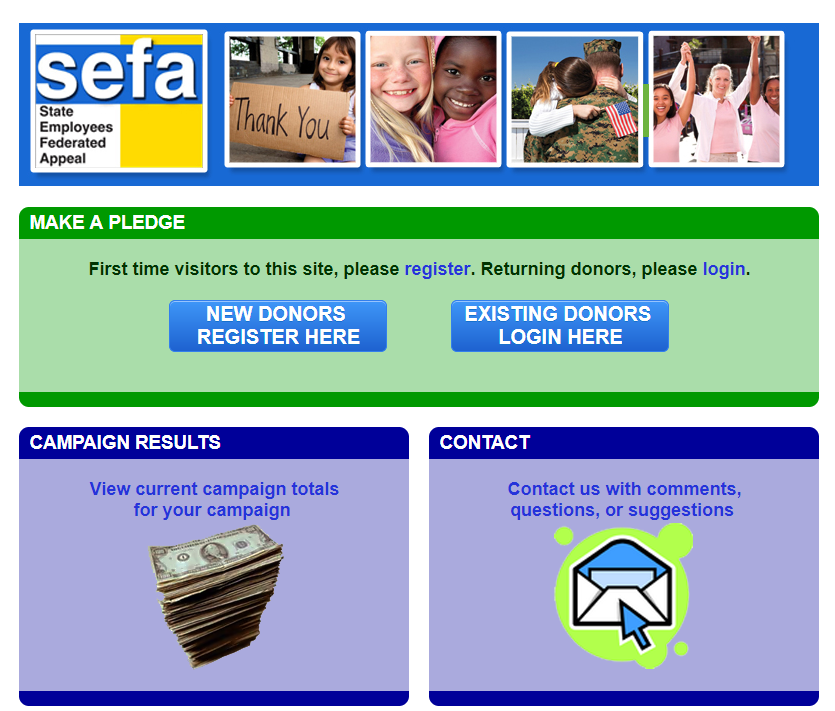 sefa
State
Employees
Federated
Appeal
Thank You
MAKE A PLEDGE
First time visitors to this site, please register. Returning donors, please login.
NEW DONORS
REGISTER HERE
EXISTING DONORS
LOGIN HERE
CAMPAIGN RESULTS
View current campaign totals
for your campaign
100
CONTACT
Contact us with comments,
questions, or suggestions